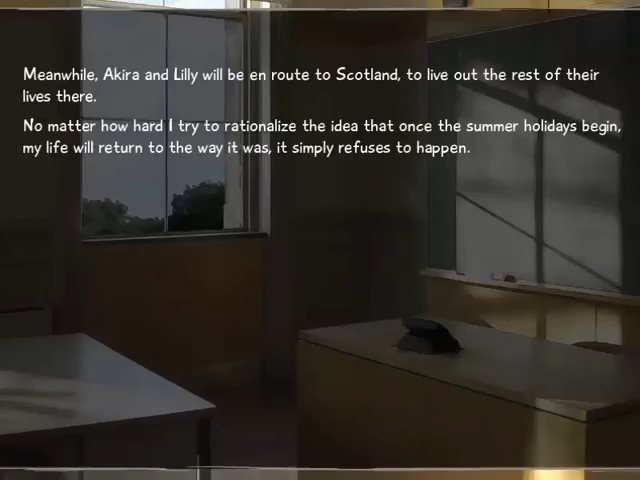 Meanwhile, Akira and Lilly will be en route to Scotland, to live out the rest of their
lives there.
No matter how hard I try to rationalize the idea that once the summer holidays begin,
my life will return to the way it was, it simply refuses to happen.